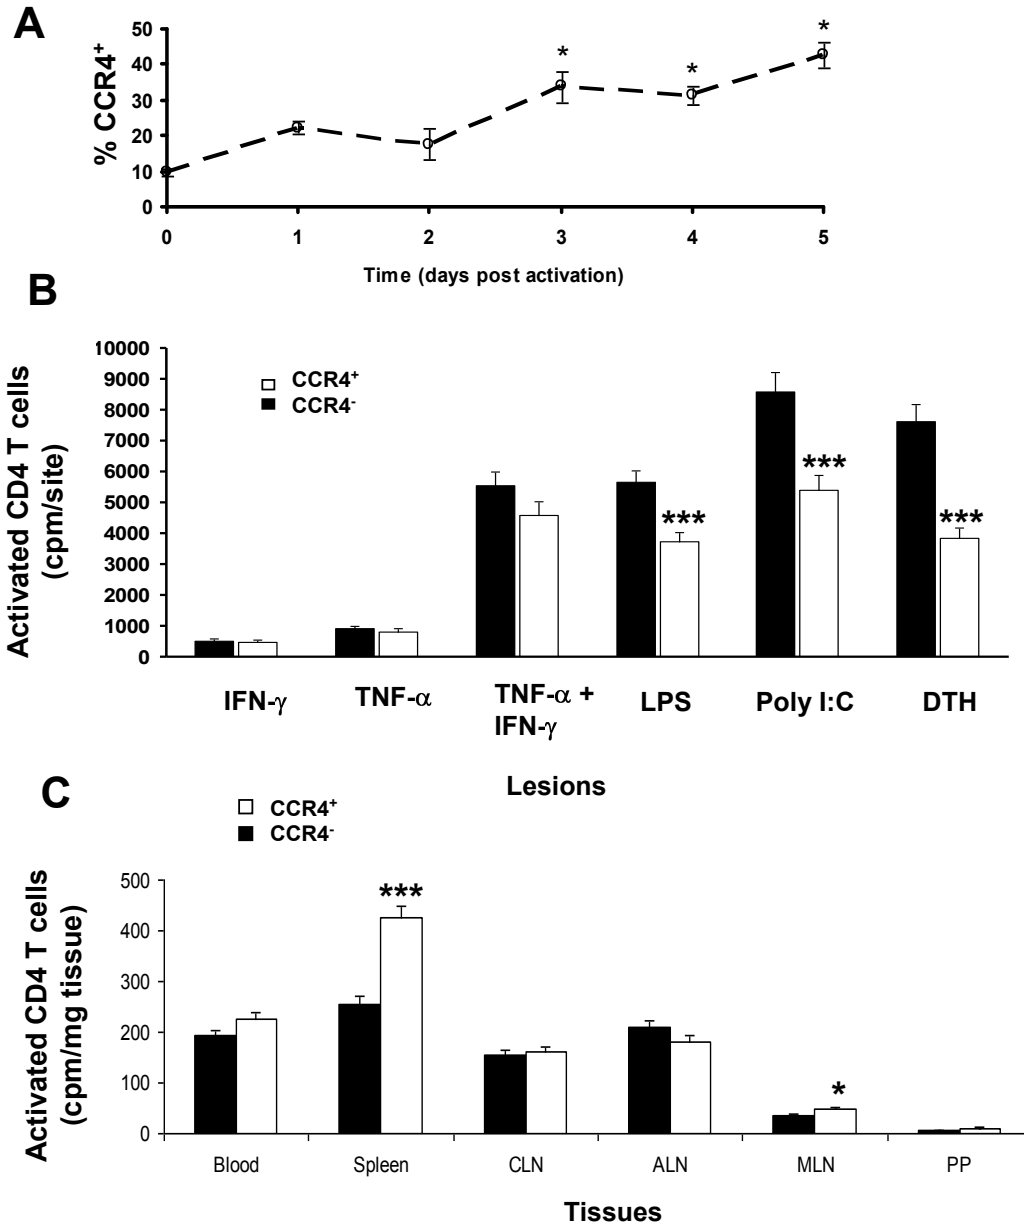 A
% CCR4+
50
40
30
20
10
0
* * *
0 1 2 3 4 5
Time (days post activation)
B
Activated CD4 T cells
(cpm/site)
10000
9000
8000
7000
6000
5000
4000
3000
2000
1000
0
CCR4+
CCR4-
*** *** ***
IFN-γ TNF-α TNF-α + LPS Poly I:C DTH
IFN-γ
Lesions
C
CCR4+
CCR4-
Activated CD4 T cells
(cpm/mg tissue)
500
400
300
200
100
0
***
*
Blood Spleen CLN ALN MLN PP
Tissues